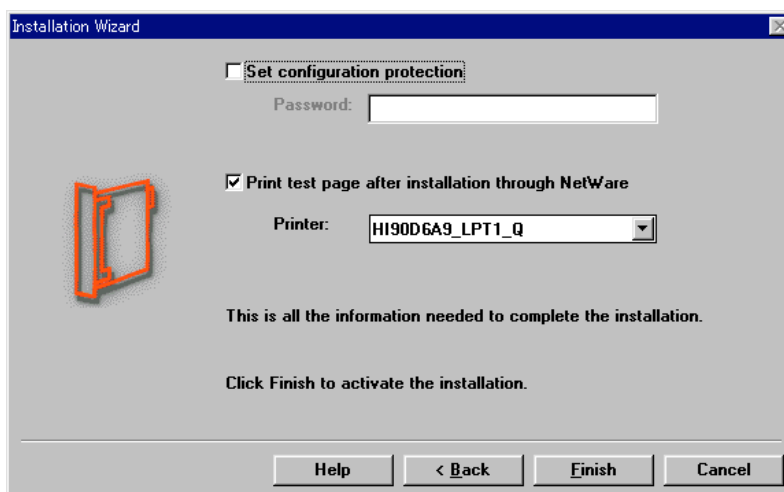 Installation Wizard
Set configuration protection
Password:
Print test page after installation through NetWare
Printer: HI90D6A9_LPT1_Q
This is all the information needed to complete the installation.
Click Finish to activate the installation.
Help < Back Finish Cancel